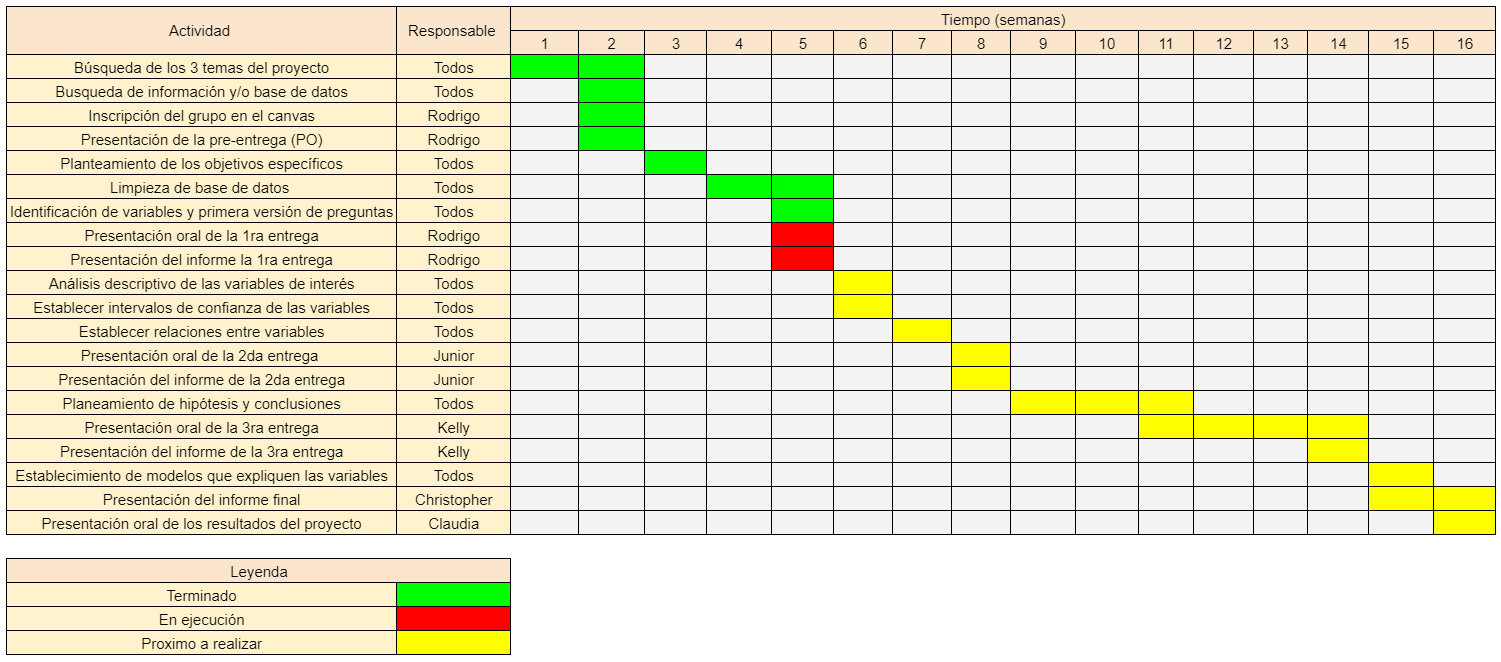 Actividad Responsable Tiempo (semanas)
1 2 3 4 5 6 7 8 9 10 11 12 13 14 15 16
Búsqueda de los 3 temas del proyecto Todos
Busqueda de información y/o base de datos Todos
Inscripción del grupo en el canvas Rodrigo
Presentación de la pre-entrega (PO) Rodrigo
Planteamiento de los objetivos específicos Todos
Limpieza de base de datos Todos
Identificación de variables y primera versión de preguntas Todos
Presentación oral de la 1ra entrega Rodrigo
Presentación del informe la 1ra entrega Rodrigo
Análisis descriptivo de las variables de interés Todos
Establecer intervalos de confianza de las variables Todos
Establecer relaciones entre variables Todos
Presentación oral de la 2da entrega Junior
Presentación del informe de la 2da entrega Junior
Planeamiento de hipótesis y conclusiones Todos
Presentación oral de la 3ra entrega Kelly
Presentación del informe de la 3ra entrega Kelly
Establecimiento de modelos que expliquen las variables Todos
Presentación del informe final Christopher
Presentación oral de los resultados del proyecto Claudia
Leyenda
Terminado
En ejecución
Proximo a realizar